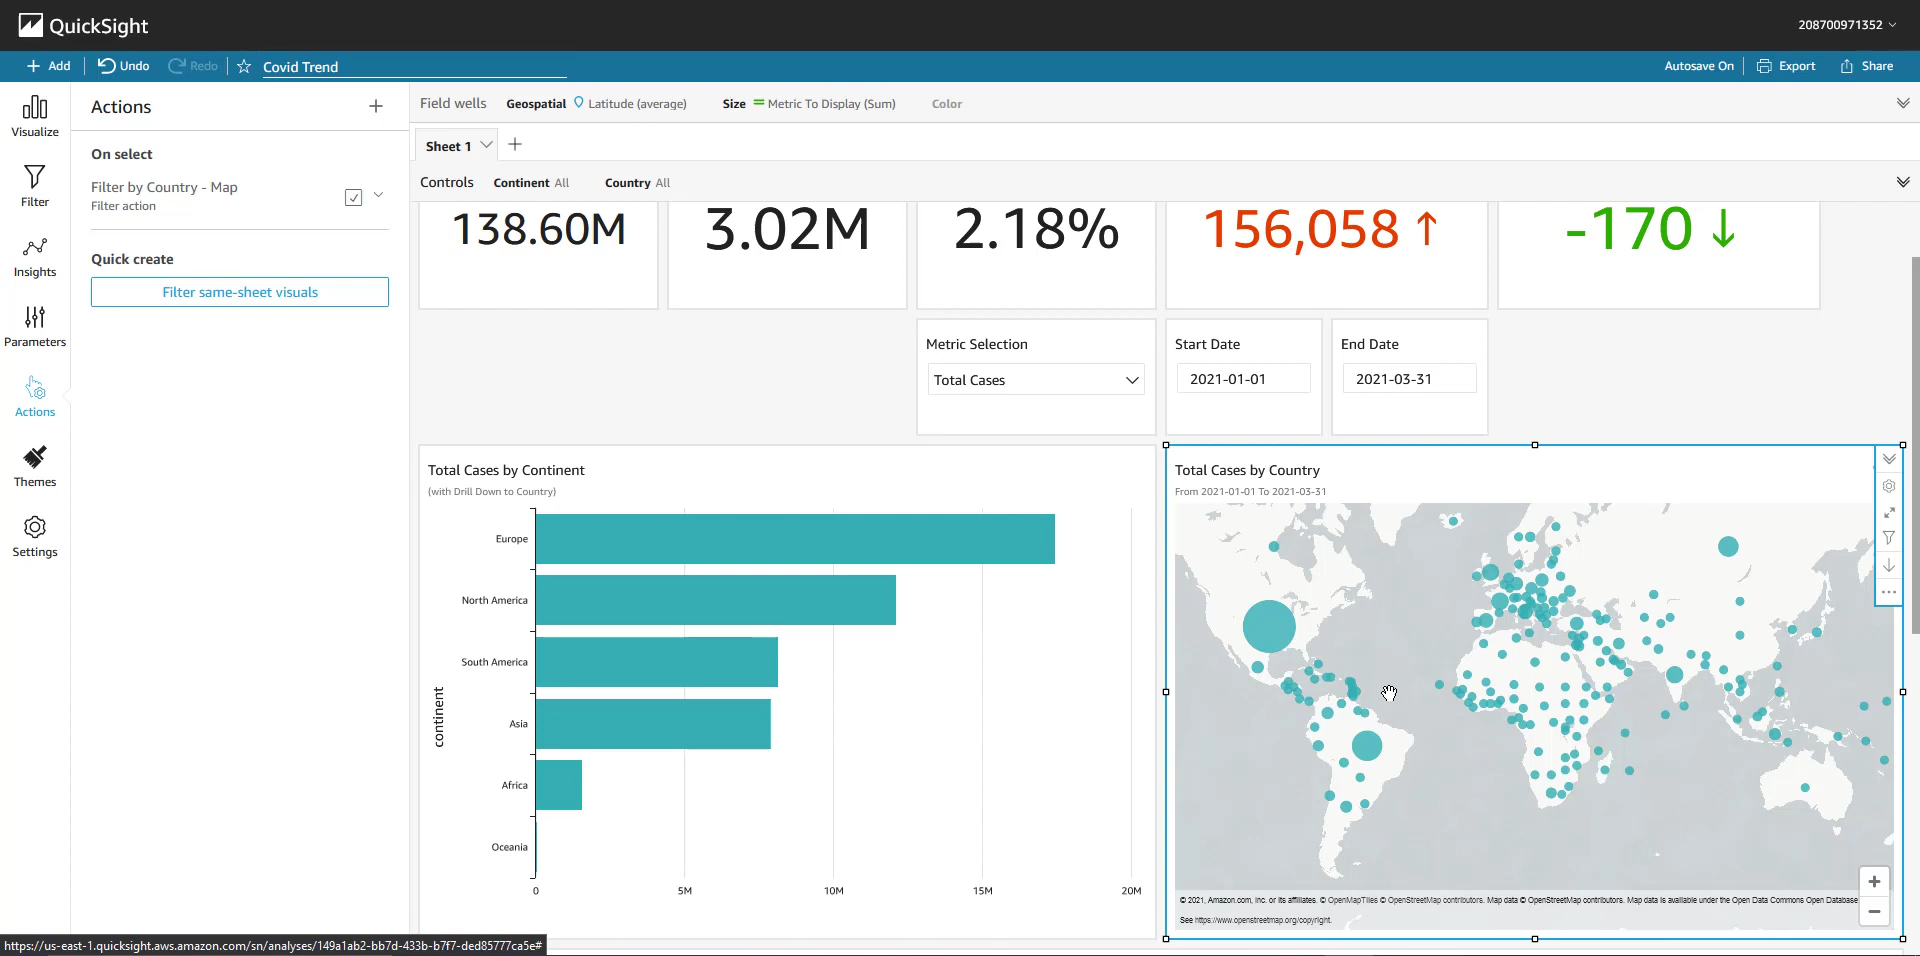 QuickSight
208700971352
Add
Undo
Redo
Covid Trend
Autosave On
Export
Share
Visualize
Filter
Insights
Parameters
Actions
Themes
Settings
Actions
On select
Filter by Country - Map
Filter action
Quick create
Filter same-sheet visuals
Field wells Geospatial Latitude (average) Size Metric To Display (Sum) Color
Sheet 1
Controls Continent All Country All
138.60M
3.02M
2.18%
156,058 ↑
-170 ↓
Metric Selection
Total Cases
Start Date
2021-01-01
End Date
2021-03-31
Total Cases by Continent
(with Drill Down to Country)
continent
Europe
North America
South America
Asia
Africa
Oceania
0 5M 10M 15M 20M
Total Cases by Country
From 2021-01-01 To 2021-03-31
© 2021, Amazon.com, Inc. or its affiliates. © OpenMapTiles © OpenStreetMap contributors. Map data © OpenStreetMap contributors. Map data is available under the Open Data Commons Open Database
See https://www.openstreetmap.org/copyright.
https://us-east-1.quicksight.aws.amazon.com/sn/analyses/149a1ab2-bb7d-433b-b7f7-ded85777ca5e#